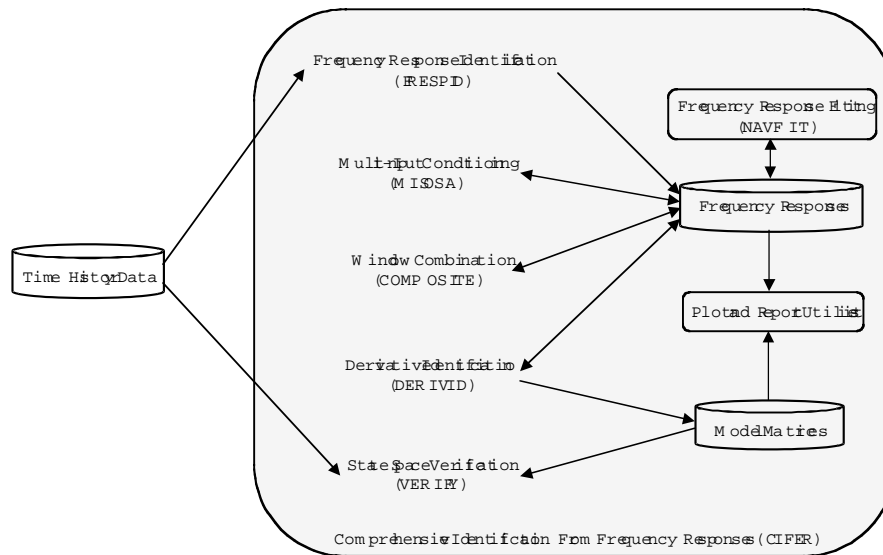 Frequency Response Identification
(FRESPID)
Frequency Response Fitting
(NAVFIT)
Multi-Input Conditioning
(MISOSA)
Frequency Responses
Window Combination
(COMPOSITE)
Time History Data
Plot and Report Utilities
Derivative Identification
(DERIVID)
Model Matrices
State Space Verification
(VERIFY)
Comprehensive Identification From Frequency Responses (CIFER)